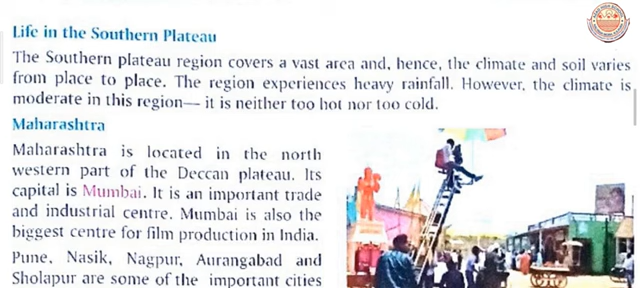 Life in the Southern Plateau
The Southern plateau region covers a vast area and, hence, the climate and soil varies
from place to place. The region experiences heavy rainfall. However, the climate is
moderate in this region— it is neither too hot nor too cold.
Maharashtra
Maharashtra is located in the north
western part of the Deccan plateau. Its
capital is Mumbai. It is an important trade
and industrial centre. Mumbai is also the
biggest centre for film production in India.
Pune, Nasik, Nagpur, Aurangabad and
Sholapur are some of the important cities